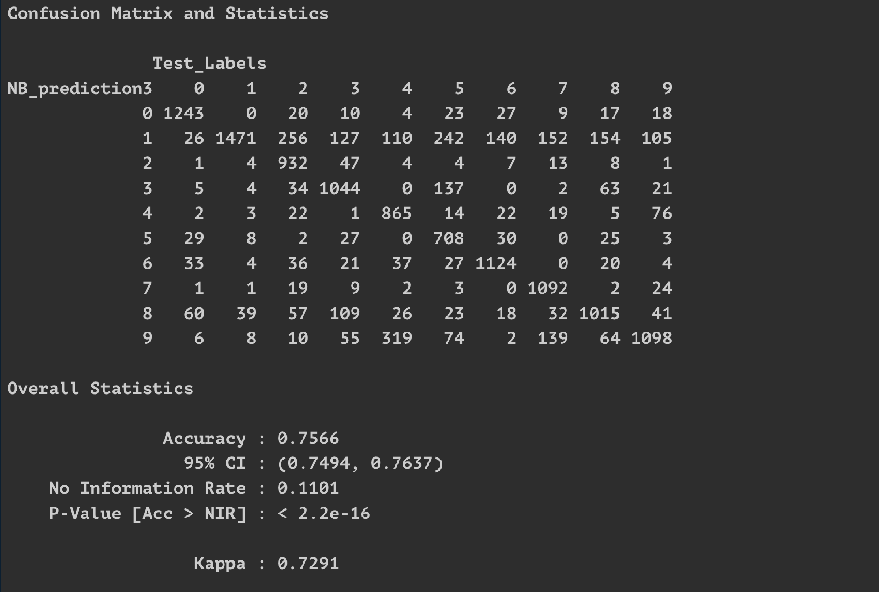 Confusion Matrix and Statistics
Test_Labels
NB_prediction3 0 1 2 3 4 5 6 7 8 9
0 1243 0 20 10 4 23 27 9 17 18
1 26 1471 256 127 110 242 140 152 154 105
2 1 4 932 47 4 4 7 13 8 1
3 5 4 34 1044 0 137 0 2 63 21
4 2 3 22 1 865 14 22 19 5 76
5 29 8 2 27 0 708 30 0 25 3
6 33 4 36 21 37 27 1124 0 20 4
7 1 1 19 9 2 3 0 1092 2 24
8 60 39 57 109 26 23 18 32 1015 41
9 6 8 10 55 319 74 2 139 64 1098
Overall Statistics
Accuracy : 0.7566
95% CI : (0.7494, 0.7637)
No Information Rate : 0.1101
P-Value [Acc > NIR] : < 2.2e-16
Kappa : 0.7291